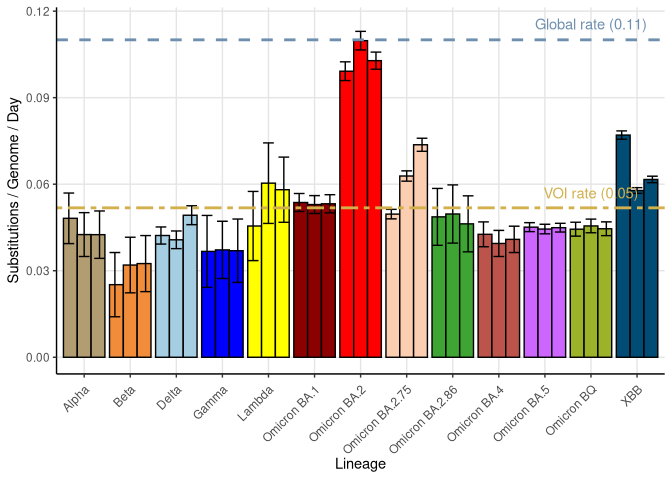 0.12
0.09
0.06
0.03
0.00
Substitutions / Genome / Day
Global rate (0.11)
VOI rate (0.05)
Alpha
Beta
Delta
Gamma
Lambda
Omicron BA.1
Omicron BA.2
Omicron BA.2.75
Omicron BA.2.86
Omicron BA.4
Omicron BA.5
Omicron BQ
XBB
Lineage